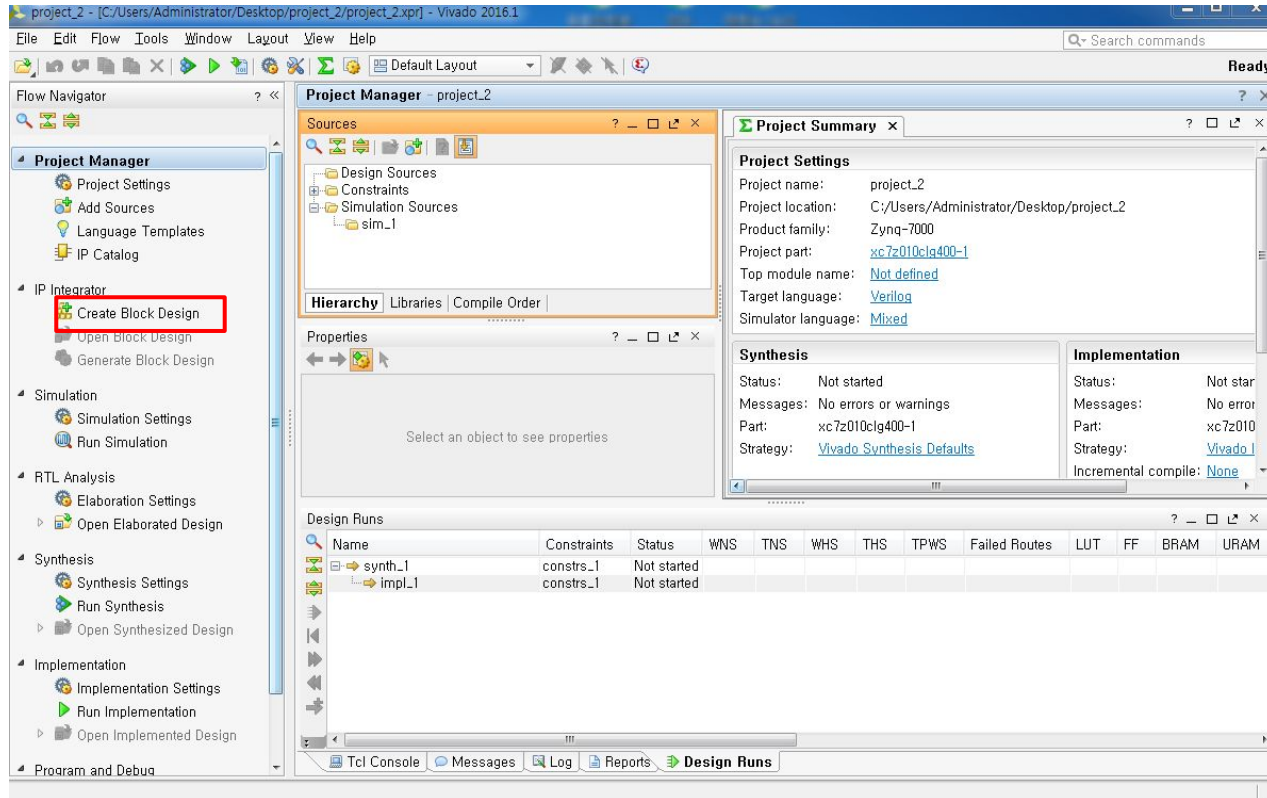 project_2 - [C:/Users/Administrator/Desktop/project_2/project_2.xpr] - Vivado 2016.1
File Edit Flow Tools Window Layout View Help
Search commands
Default Layout
Ready
Flow Navigator
Project Manager
Project Settings
Add Sources
Language Templates
IP Catalog
IP Integrator
Create Block Design
Open Block Design
Generate Block Design
Simulation
Simulation Settings
Run Simulation
RTL Analysis
Elaboration Settings
Open Elaborated Design
Synthesis
Synthesis Settings
Run Synthesis
Open Synthesized Design
Implementation
Implementation Settings
Run Implementation
Open Implemented Design
Program and Debug
Project Manager - project_2
Sources
Design Sources
Constraints
Simulation Sources
sim_1
Hierarchy Libraries Compile Order
Properties
Select an object to see properties
Project Summary
Project Settings
Project name: project_2
Project location: C:/Users/Administrator/Desktop/project_2
Product family: Zynq-7000
Project part: xc7z010clg400-1
Top module name: Not defined
Target language: Verilog
Simulator language: Mixed
Synthesis
Status: Not started
Messages: No errors or warnings
Part: xc7z010clg400-1
Strategy: Vivado Synthesis Defaults
Implementation
Status: Not star
Messages: No error
Part: xc7z010
Strategy: Vivado I
Incremental compile: None
Design Runs
Name Constraints Status WNS TNS WHS THS TPWS Failed Routes LUT FF BRAM URAM
synth_1 constrs_1 Not started
impl_1 constrs_1 Not started
Tcl Console Messages Log Reports Design Runs